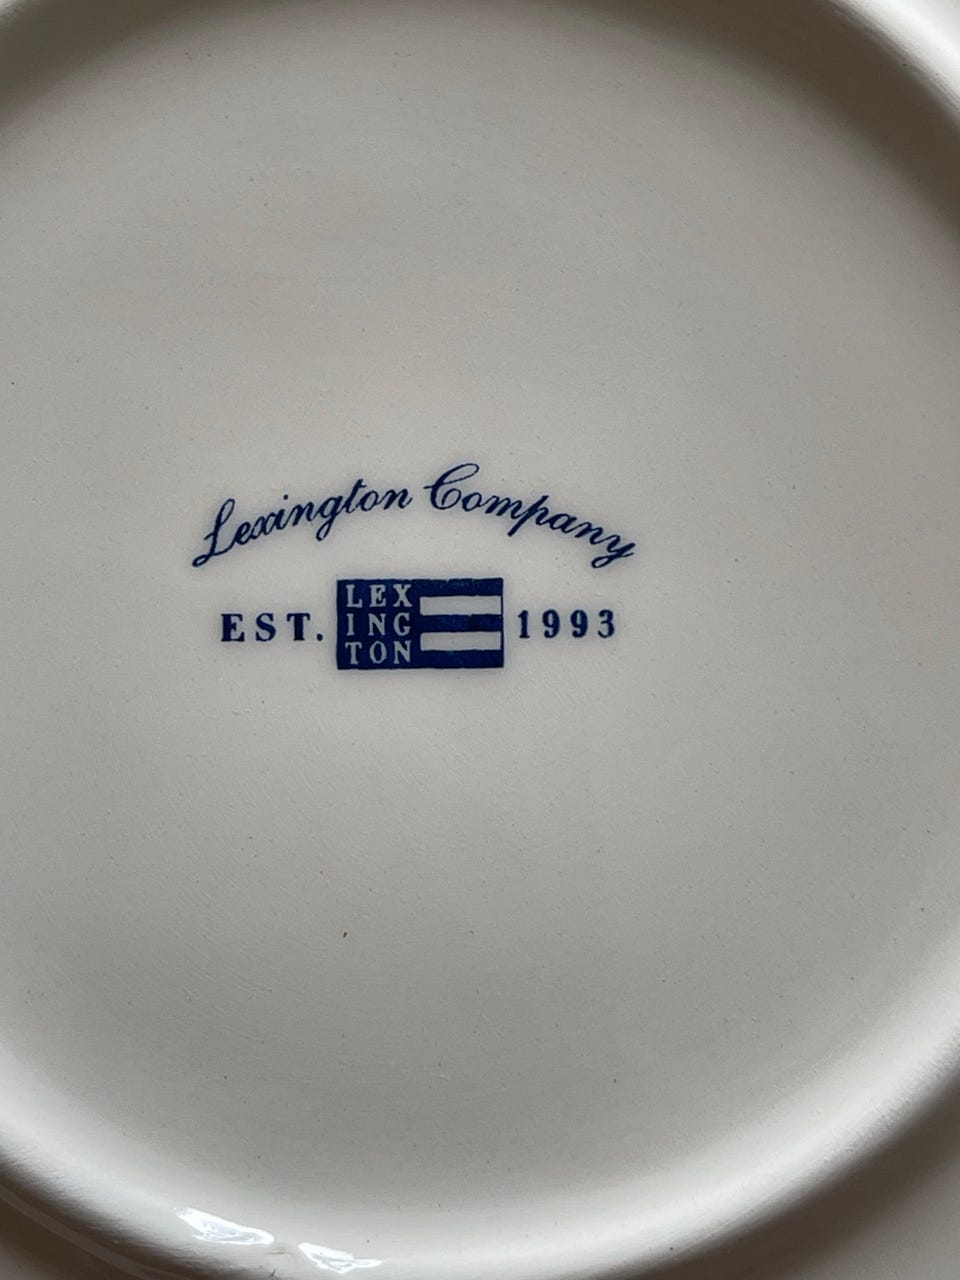 Lexington Company
EST. LEX ING TON 1993